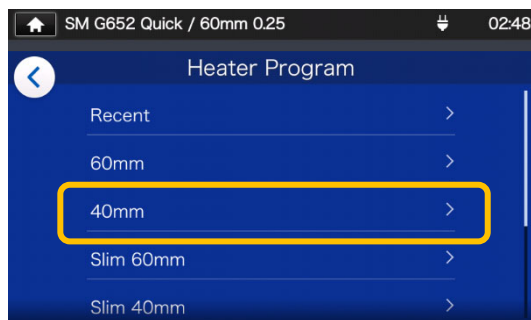 SM G652 Quick / 60mm 0.25 02:48
Heater Program
Recent
60mm
40mm
Slim 60mm
Slim 40mm